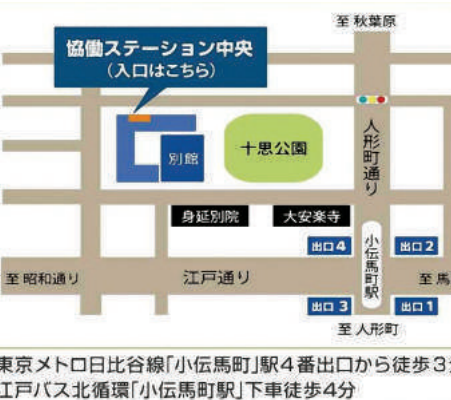 至 秋葉原
協働ステーション中央
（入口はこちら）
人形町通り
別館
十思公園
身延別院
大安楽寺
出口4
出口2
小伝馬町駅
至 昭和通り
江戸通り
至 馬
出口3
出口1
至 人形町
東京メトロ日比谷線「小伝馬町」駅4番出口から徒歩3
江戸バス北循環「小伝馬町駅」下車徒歩4分